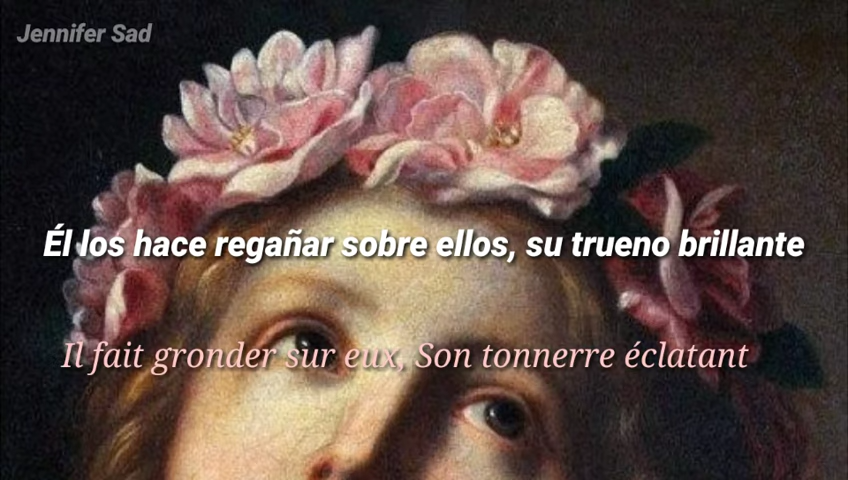 Jennifer Sad
Él los hace regañar sobre ellos, su trueno brillante
Il fait gronder sur eux, Son tonnerre éclatant